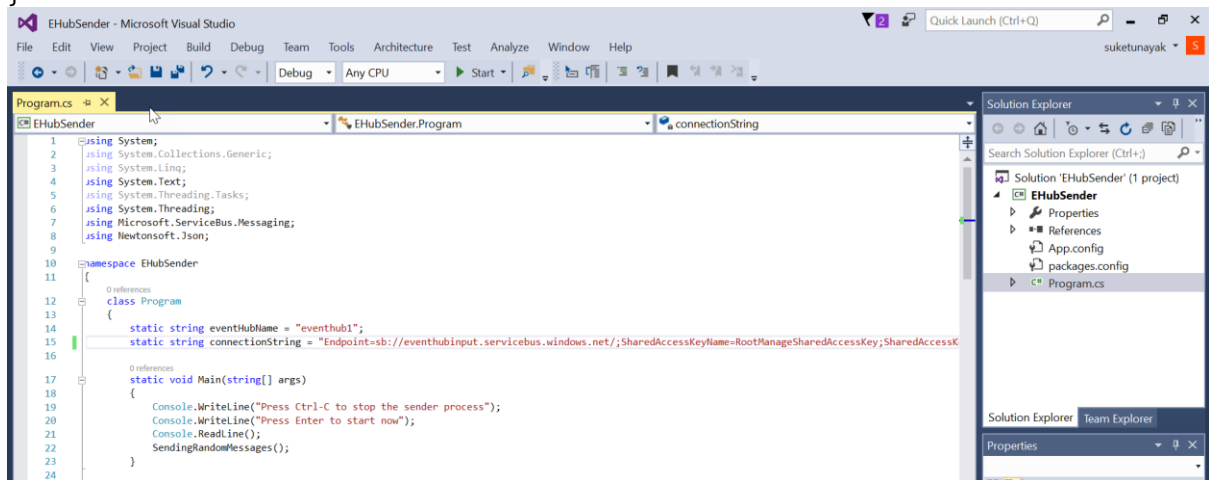 }
EHubSender - Microsoft Visual Studio
2
Quick Launch (Ctrl+Q)
File Edit View Project Build Debug Team Tools Architecture Test Analyze Window Help
suketunayak S
Debug Any CPU Start
Program.cs
Solution Explorer
C# EHubSender EHubSender.Program connectionString
Search Solution Explorer (Ctrl+;)
Solution 'EHubSender' (1 project)
C# EHubSender
Properties
References
App.config
packages.config
C# Program.cs
1 using System;
2 using System.Collections.Generic;
3 using System.Linq;
4 using System.Text;
5 using System.Threading.Tasks;
6 using System.Threading;
7 using Microsoft.ServiceBus.Messaging;
8 using Newtonsoft.Json;
9
10 namespace EHubSender
11 {
0 references
12 class Program
13 {
14 static string eventHubName = "eventhub1";
15 static string connectionString = "Endpoint=sb://eventhubinput.servicebus.windows.net/;SharedAccessKeyName=RootManageSharedAccessKey;SharedAccessK
16
0 references
17 static void Main(string[] args)
18 {
19 Console.WriteLine("Press Ctrl-C to stop the sender process");
20 Console.WriteLine("Press Enter to start now");
21 Console.ReadLine();
22 SendingRandomMessages();
23 }
24
Solution Explorer Team Explorer
Properties